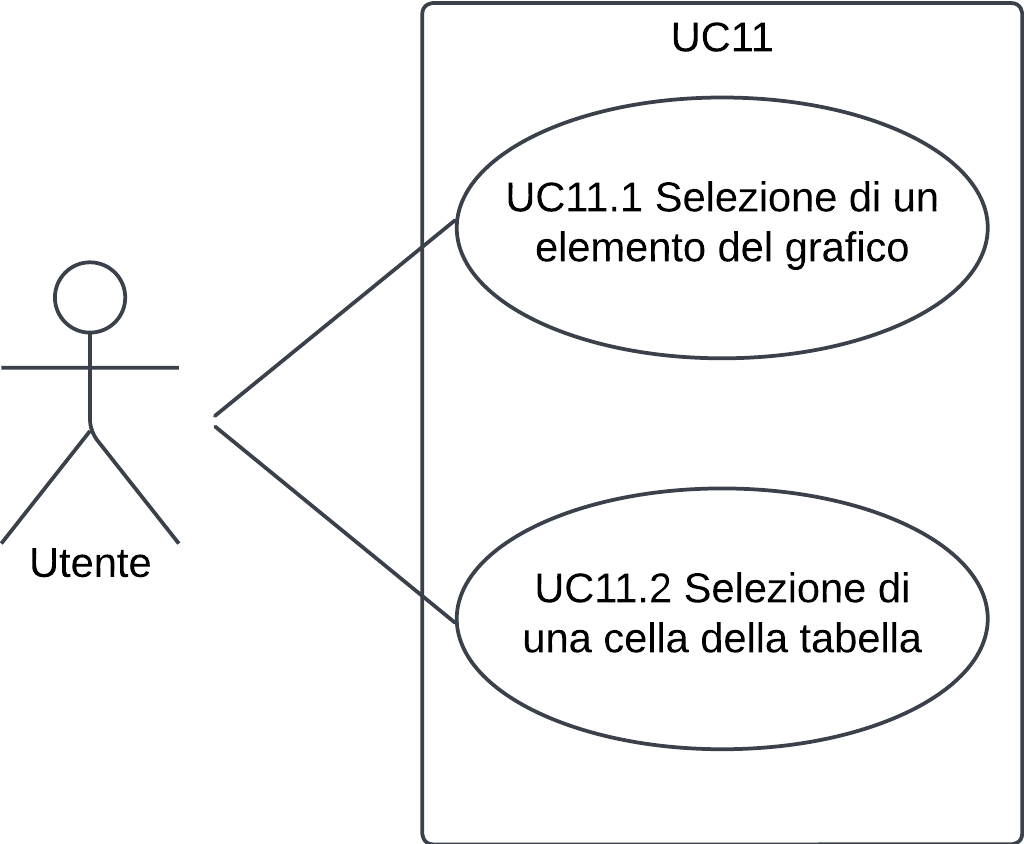 UC11
UC11.1 Selezione di un
elemento del grafico
Utente
UC11.2 Selezione di
una cella della tabella